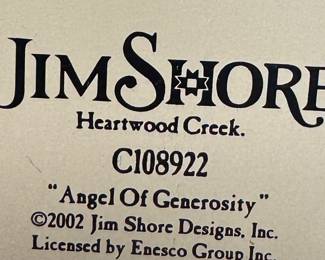 JIM SHORE
Heartwood Creek.
C108922
"Angel Of Generosity"
©2002 Jim Shore Designs, Inc.
Licensed by Enesco Group Inc.